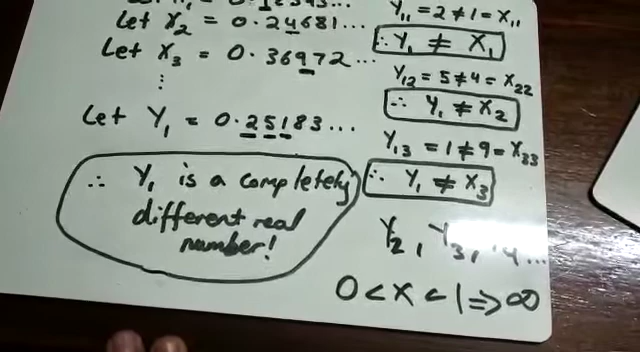 Let X₂ = 0.24681...
Let X₃ = 0.36972...
⋮
Let Y₁ = 0.25183...
∴ Y₁ is a completely
different real
number!
Y₁₁ = 2 ≠ 1 = X₁₁
∴ Y₁ ≠ X₁
Y₁₂ = 5 ≠ 4 = X₂₂
∴ Y₁ ≠ X₂
Y₁₃ = 1 ≠ 9 = X₃₃
∴ Y₁ ≠ X₃
Y₂, Y₃,
0 < X < 1 ⇒ ∞